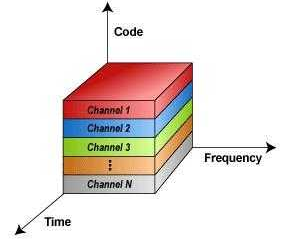 Code
Channel 1
Channel 2
Channel 3
⋮
Channel N
Frequency
Time